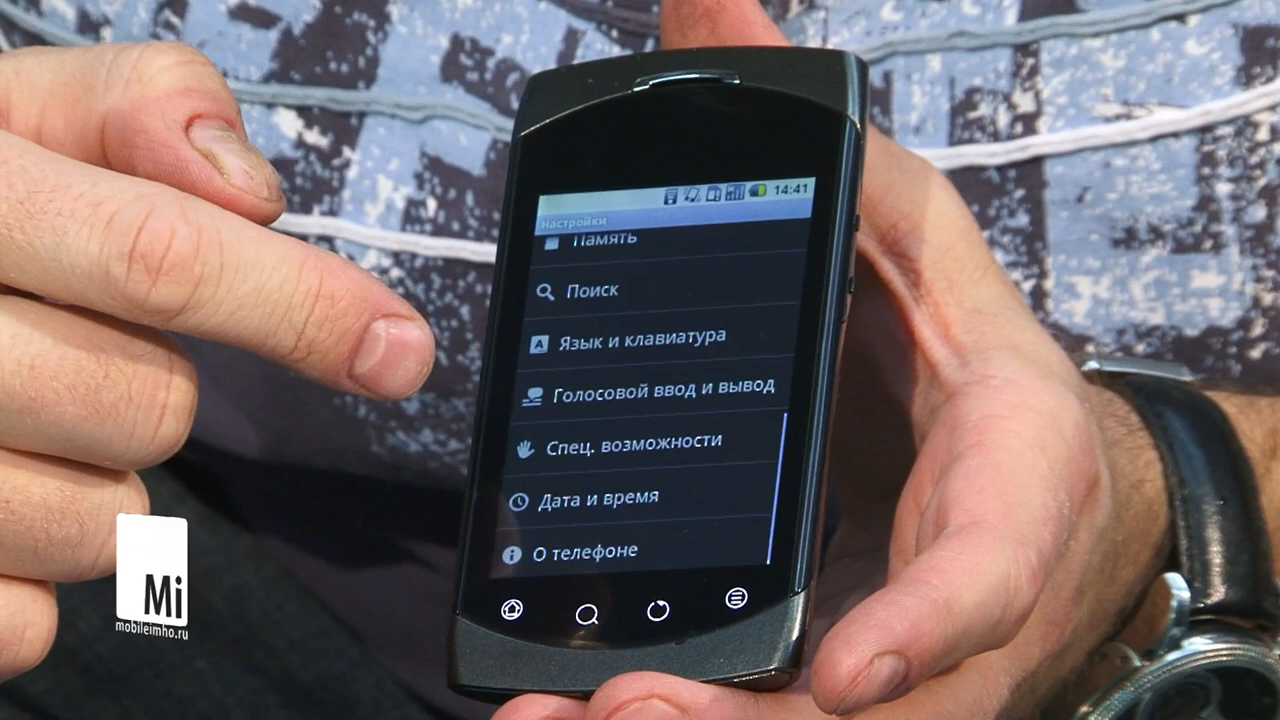 14:41
Настройки
Память
Поиск
Язык и клавиатура
Голосовой ввод и вывод
Спец. возможности
Дата и время
О телефоне
Mi
mobileimho.ru